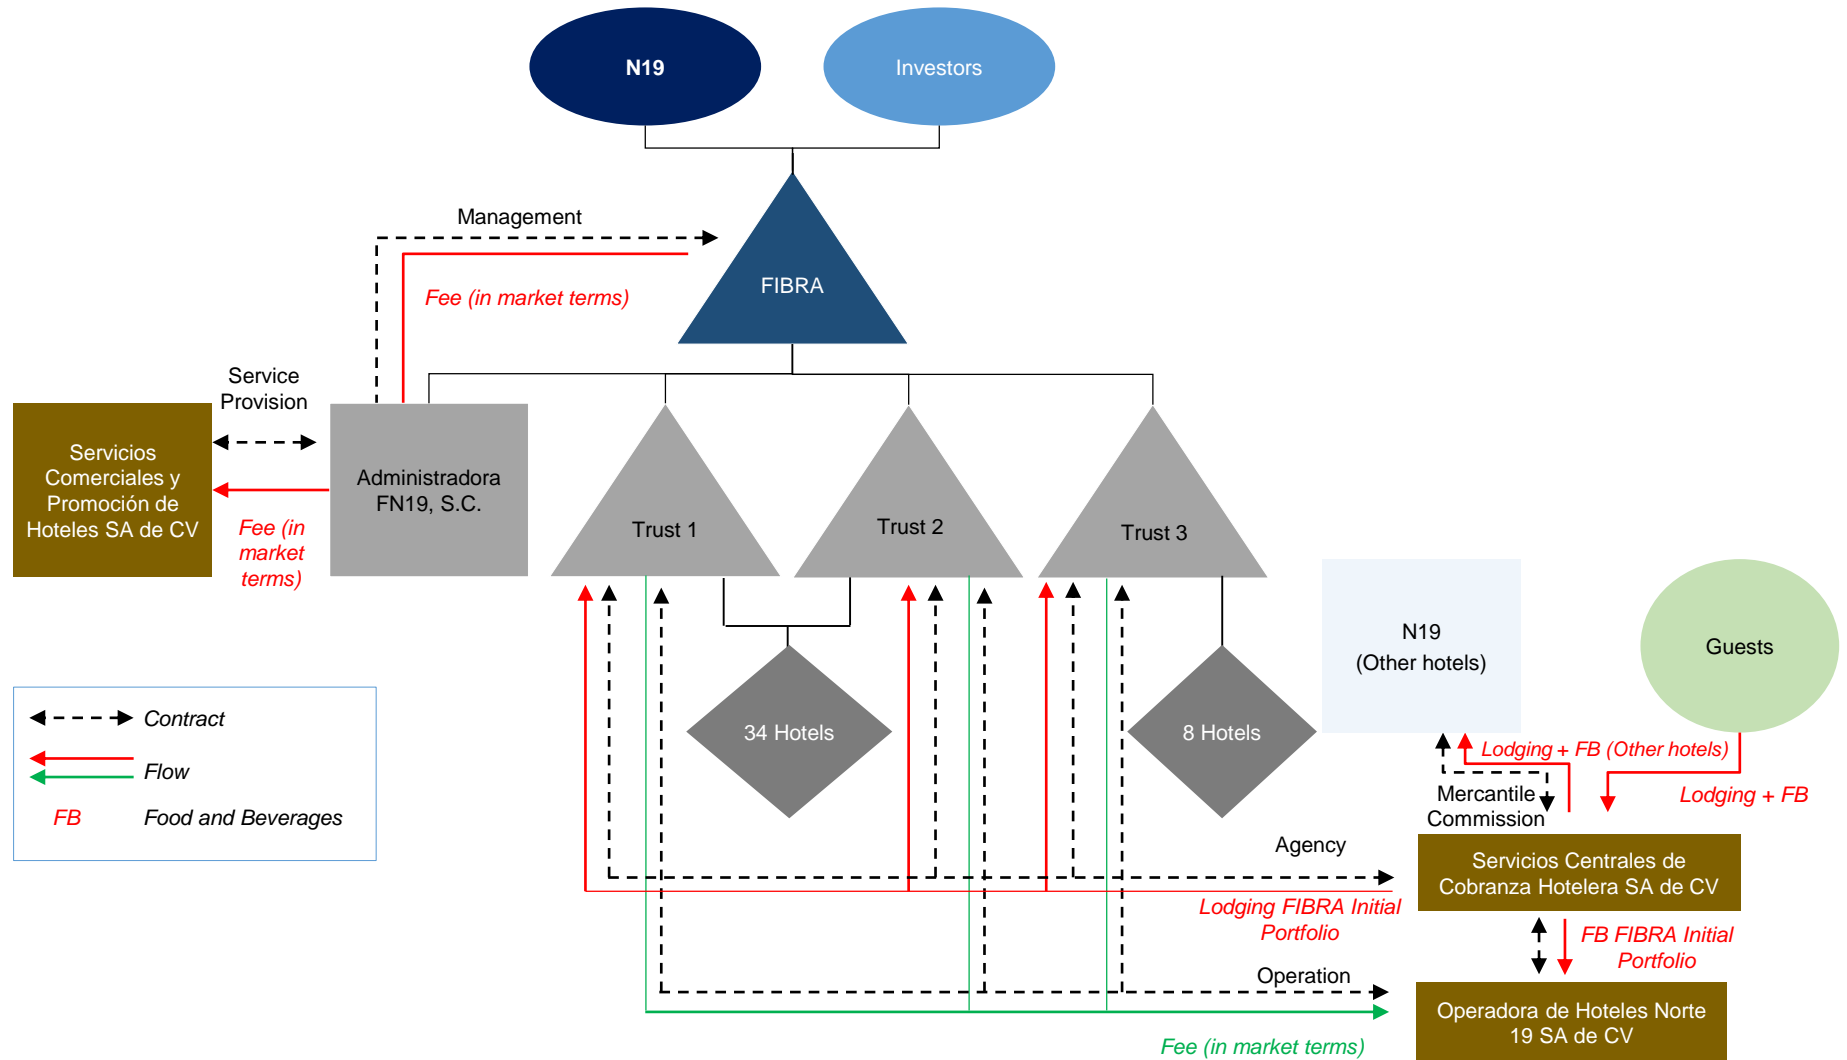 N19
Investors
Management
FIBRA
Fee (in market terms)
Service
Provision
Servicios
Comerciales y
Promoción de
Hoteles SA de CV
Administradora
FN19, S.C.
Fee (in
market
terms)
Trust 1
Trust 2
Trust 3
N19
(Other hotels)
Guests
34 Hotels
8 Hotels
Contract
Flow
FB
Food and Beverages
Lodging + FB (Other hotels)
Lodging + FB
Mercantile
Commission
Agency
Servicios Centrales de
Cobranza Hotelera SA de CV
Lodging FIBRA Initial
Portfolio
FB FIBRA Initial
Portfolio
Operation
Operadora de Hoteles Norte
19 SA de CV
Fee (in market terms)